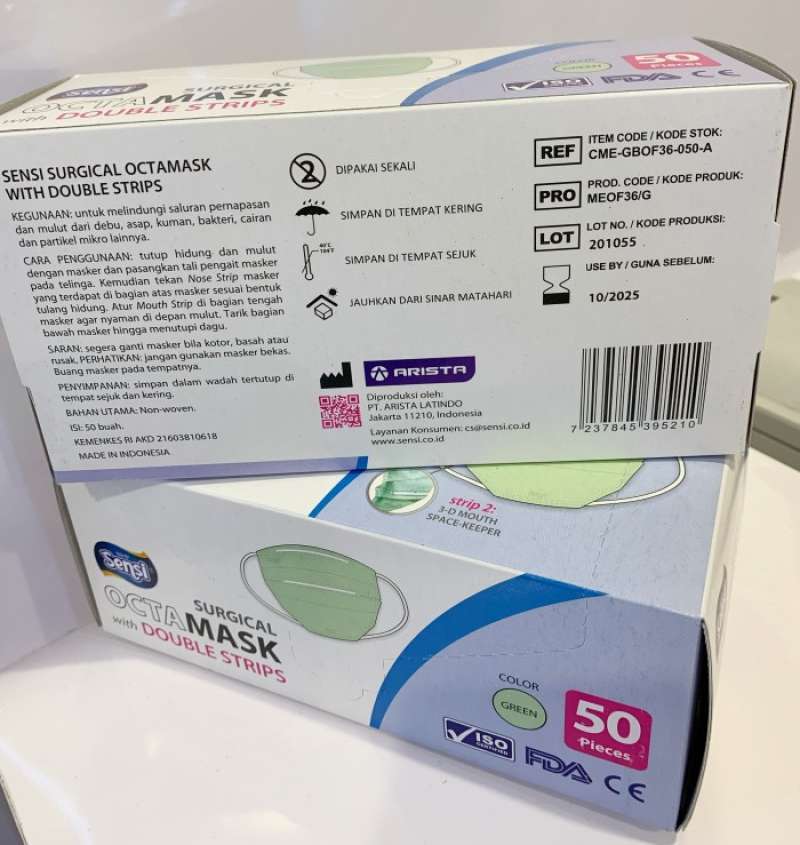 Sensi
SURGICAL
OCTAMASK
with DOUBLE STRIPS
COLOR
GREEN
50
Pieces
ISO
FDA CE
SENSI SURGICAL OCTAMASK
WITH DOUBLE STRIPS
KEGUNAAN: untuk melindungi saluran pernapasan
dan mulut dari debu, asap, kuman, bakteri, cairan
dan partikel mikro lainnya.
CARA PENGGUNAAN: tutup hidung dan mulut
dengan masker dan pasangkan tali pengait masker
pada telinga. Kemudian tekan Nose Strip masker
yang terdapat di bagian atas masker sesuai bentuk
tulang hidung. Atur Mouth Strip di bagian tengah
masker agar nyaman di depan mulut. Tarik bagian
bawah masker hingga menutupi dagu.
SARAN: segera ganti masker bila kotor, basah atau
rusak. PERHATIKAN: jangan gunakan masker bekas.
Buang masker pada tempatnya.
PENYIMPANAN: simpan dalam wadah tertutup di
tempat sejuk dan kering.
BAHAN UTAMA: Non-woven.
ISI: 50 buah.
KEMENKES RI AKD 21603810618
MADE IN INDONESIA
2
DIPAKAI SEKALI
SIMPAN DI TEMPAT KERING
40°C
104°F
SIMPAN DI TEMPAT SEJUK
JAUHKAN DARI SINAR MATAHARI
ARISTA
Diproduksi oleh:
PT. ARISTA LATINDO
Jakarta 11210, Indonesia
Layanan Konsumen: cs@sensi.co.id
www.sensi.co.id
REF
ITEM CODE / KODE STOK:
CME-GBOF36-050-A
PRO
PROD. CODE / KODE PRODUK:
MEOF36/G
LOT
LOT NO. / KODE PRODUKSI:
201055
USE BY / GUNA SEBELUM:
10/2025
7 237845 395210
strip 2:
3-D MOUTH
SPACE-KEEPER
Sensi
SURGICAL
OCTAMASK
with DOUBLE STRIPS
COLOR
GREEN
50
Pieces
ISO
CERTIFIED
FDA CE